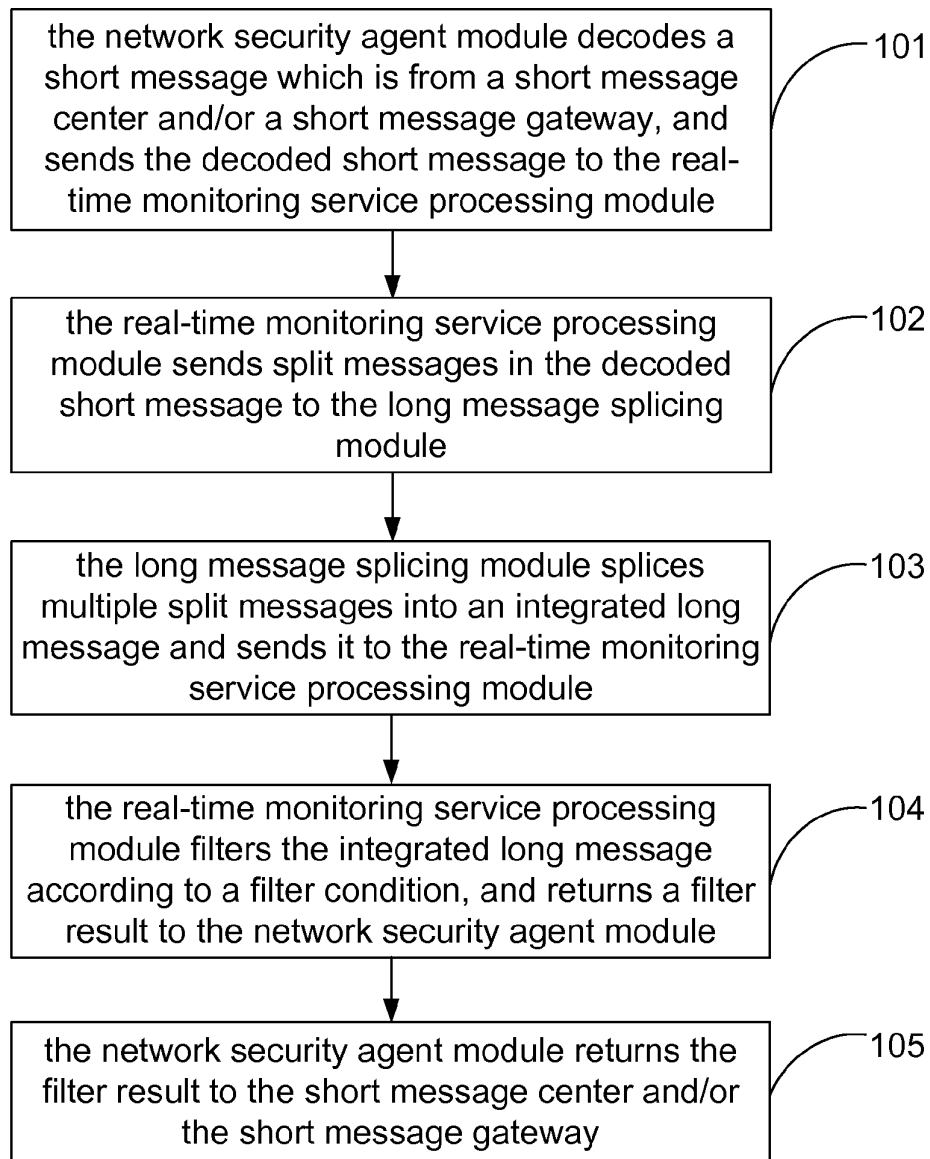 the network security agent module decodes a
short message which is from a short message
center and/or a short message gateway, and
sends the decoded short message to the real-
time monitoring service processing module
101
the real-time monitoring service processing
module sends split messages in the decoded
short message to the long message splicing
module
102
the long message splicing module splices
multiple split messages into an integrated long
message and sends it to the real-time monitoring
service processing module
103
the real-time monitoring service processing
module filters the integrated long message
according to a filter condition, and returns a filter
result to the network security agent module
104
the network security agent module returns the
filter result to the short message center and/or
the short message gateway
105